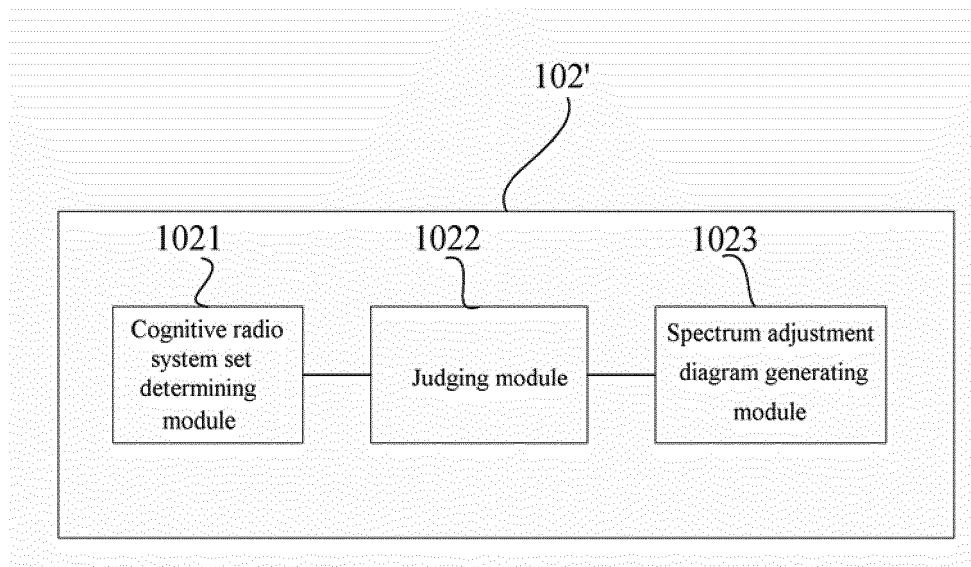 102'
1021
1022
1023
Cognitive radio
system set
determining
module
Judging module
Spectrum adjustment
diagram generating
module